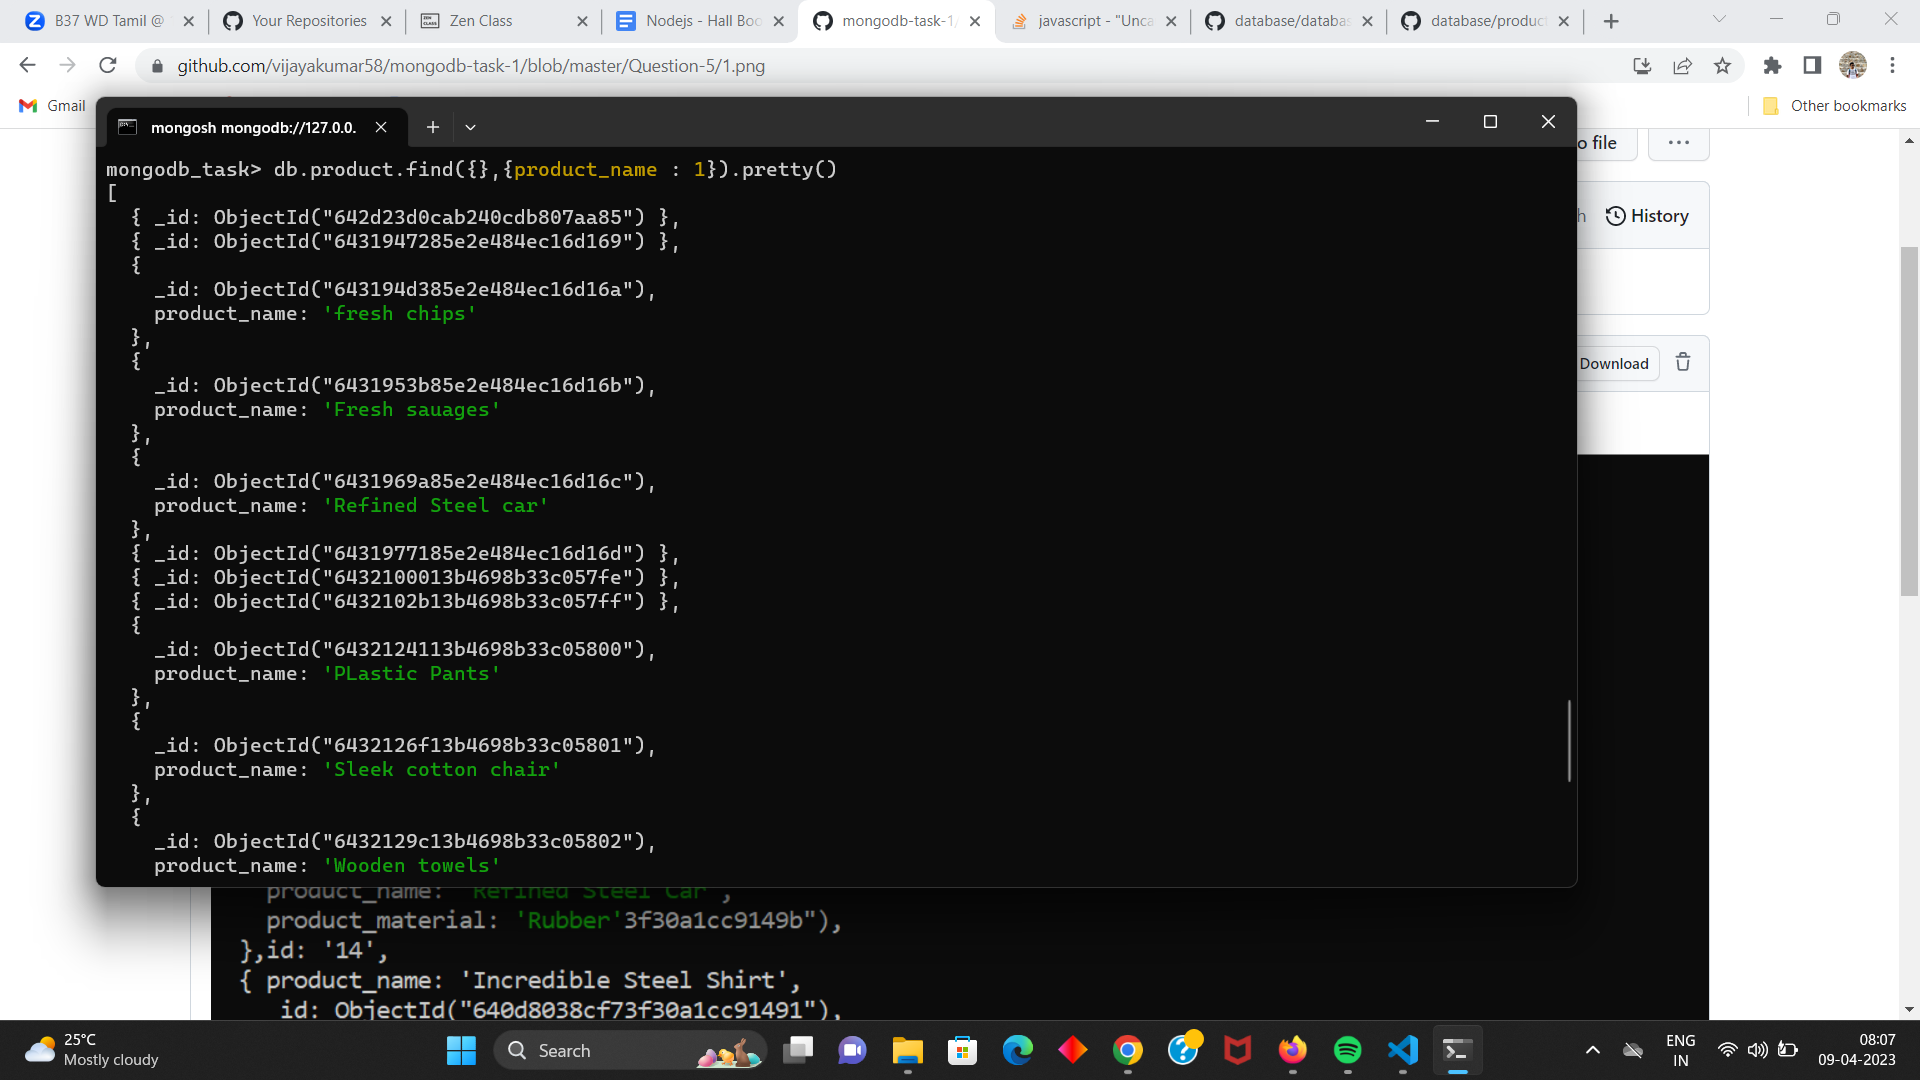 B37 WD Tamil @
Your Repositories
Zen Class
Nodejs - Hall Boo
mongodb-task-1/
javascript - "Unca
database/databas
database/product
github.com/vijayakumar58/mongodb-task-1/blob/master/Question-5/1.png
Gmail
Other bookmarks
mongosh mongodb://127.0.0.
o file
History
Download
mongodb_task> db.product.find({},{product_name : 1}).pretty()
[
{ _id: ObjectId("642d23d0cab240cdb807aa85") },
{ _id: ObjectId("6431947285e2e484ec16d169") },
{
_id: ObjectId("643194d385e2e484ec16d16a"),
product_name: 'fresh chips'
},
{
_id: ObjectId("6431953b85e2e484ec16d16b"),
product_name: 'Fresh sauages'
},
{
_id: ObjectId("6431969a85e2e484ec16d16c"),
product_name: 'Refined Steel car'
},
{ _id: ObjectId("6431977185e2e484ec16d16d") },
{ _id: ObjectId("6432100013b4698b33c057fe") },
{ _id: ObjectId("6432102b13b4698b33c057ff") },
{
_id: ObjectId("6432124113b4698b33c05800"),
product_name: 'PLastic Pants'
},
{
_id: ObjectId("6432126f13b4698b33c05801"),
product_name: 'Sleek cotton chair'
},
{
_id: ObjectId("6432129c13b4698b33c05802"),
product_name: 'Wooden towels'
product_name: 'Refined Steel Car',
product_material: 'Rubber'3f30a1cc9149b"),
},id: '14',
{ product_name: 'Incredible Steel Shirt',
id: ObjectId("640d8038cf73f30a1cc91491"),
25°C
Mostly cloudy
Search
ENG
IN
08:07
09-04-2023